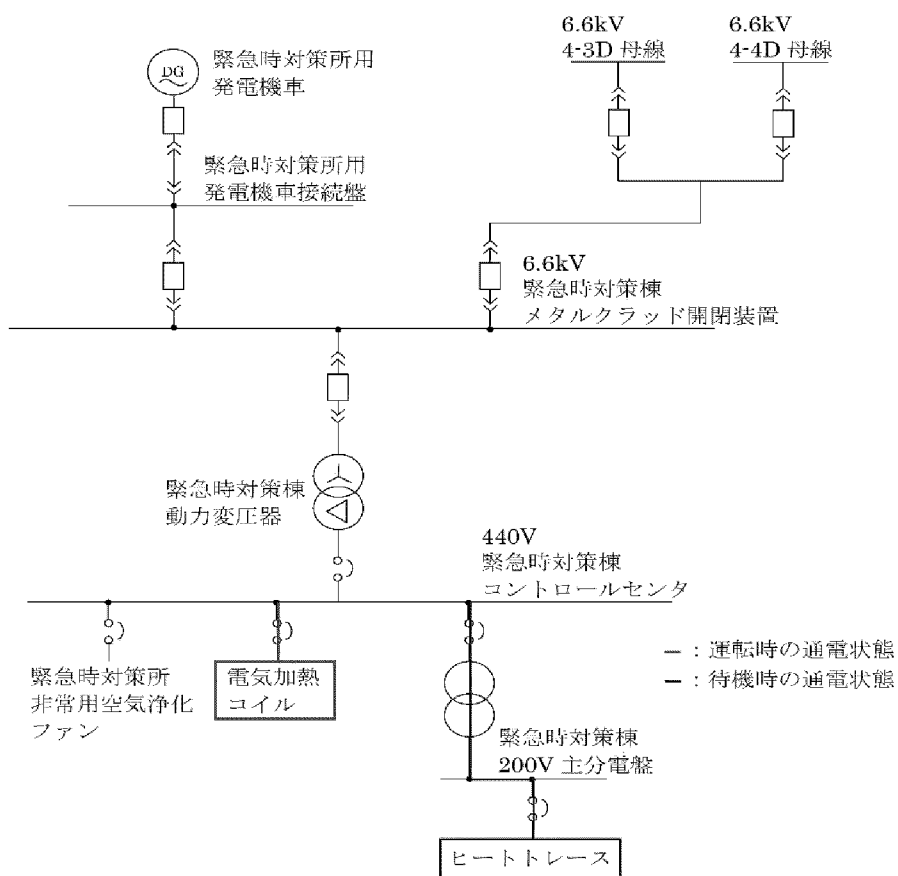 6.6kV
4-3D 母線
6.6kV
4-4D 母線
DG
緊急時対策所用
発電機車
緊急時対策所用
発電機車接続盤
6.6kV
緊急時対策棟
メタルクラッド開閉装置
緊急時対策棟
動力変圧器
440V
緊急時対策棟
コントロールセンタ
緊急時対策所
非常用空気浄化
ファン
電気加熱
コイル
━:運転時の通電状態
━:待機時の通電状態
緊急時対策棟
200V 主分電盤
ヒートトレース